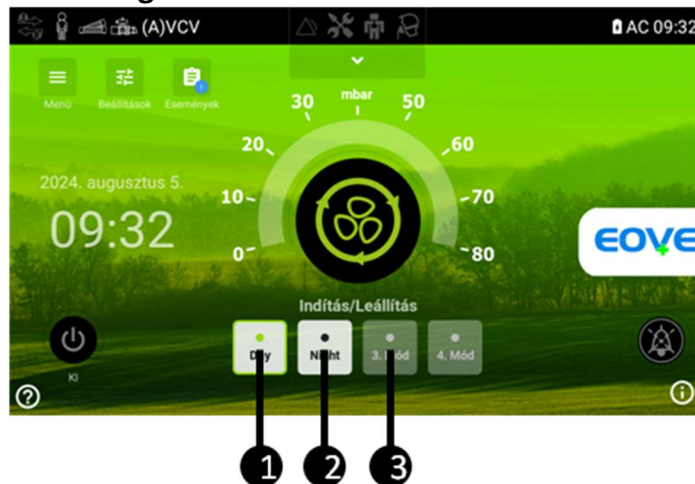 (A)VCV
AC 09:32
Menü
Beállítások
Események
!
mbar
0
10
20
30
50
60
70
80
2024. augusztus 5.
09:32
EOVE
Indítás/Leállítás
Day
Night
3. Mód
4. Mód
KI
?
i
1
2
3